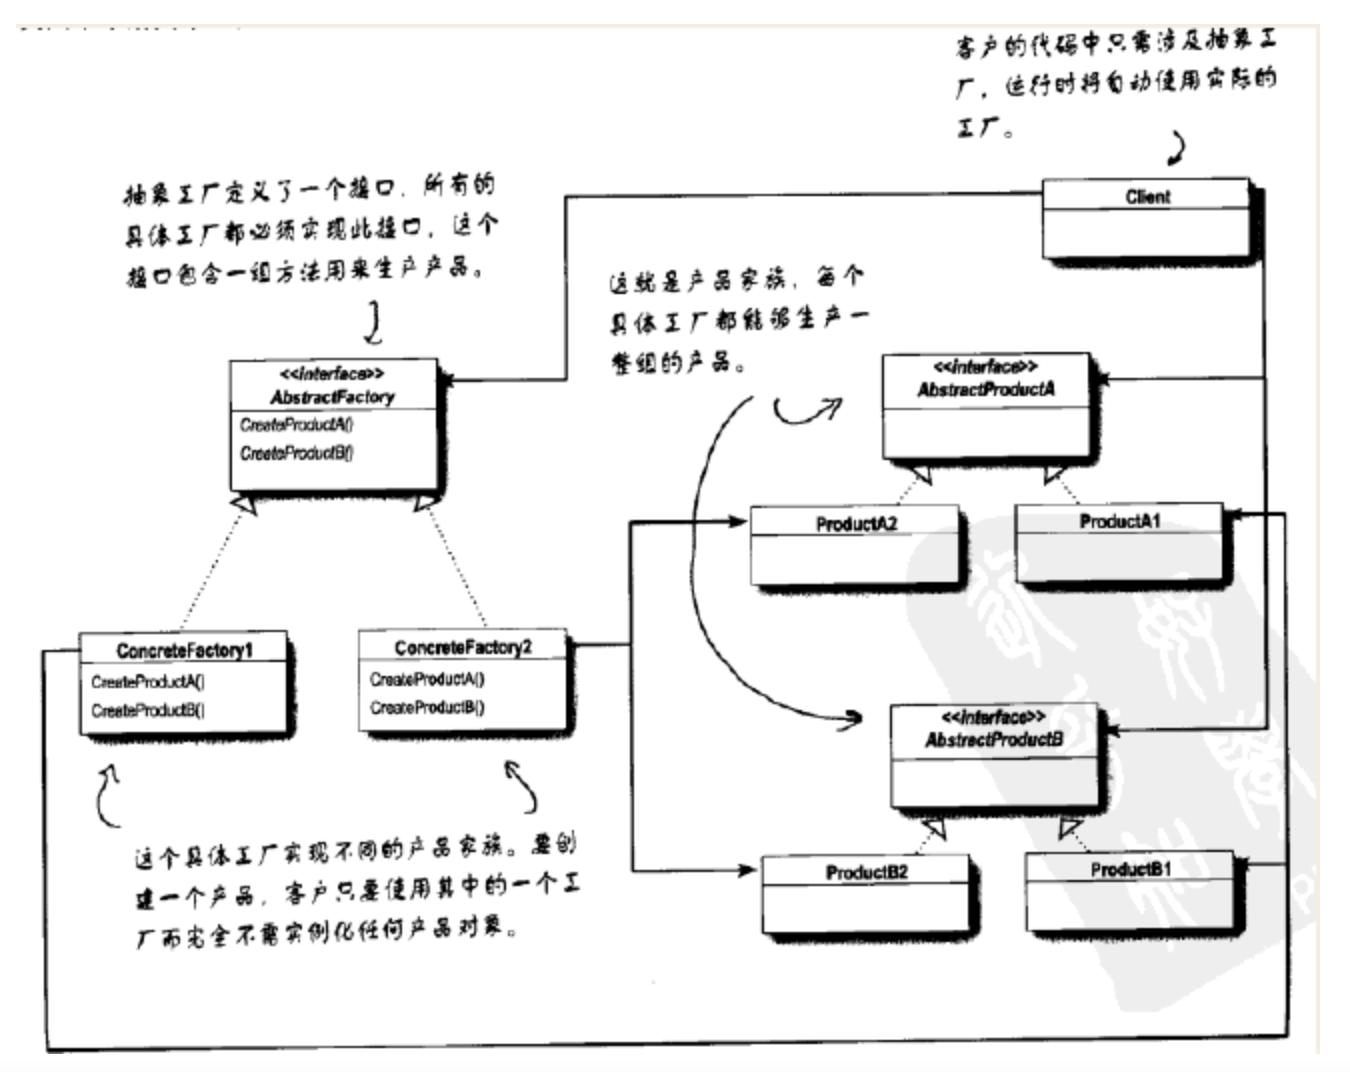 客户的代码中只需涉及抽象工
厂，运行时将自动使用实际的
工厂。
抽象工厂定义了一个接口，所有的
具体工厂都必须实现此接口，这个
接口包含一组方法用来生产产品。
Client
这就是产品家族，每个
具体工厂都能够生产一
整组的产品。
<<interface>>
AbstractFactory
CreateProductA()
CreateProductB()
<<interface>>
AbstractProductA
ProductA2
ProductA1
ConcreteFactory1
CreateProductA()
CreateProductB()
ConcreteFactory2
CreateProductA()
CreateProductB()
<<interface>>
AbstractProductB
ProductB2
ProductB1
这个具体工厂实现不同的产品家族。要创
建一个产品，客户只要使用其中的一个工
厂而完全不需实例化任何产品对象。